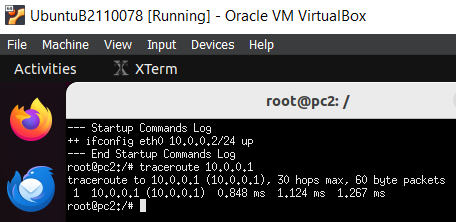 UbuntuB2110078 [Running] - Oracle VM VirtualBox
File Machine View Input Devices Help
Activities XTerm
root@pc2: /
--- Startup Commands Log
++ ifconfig eth0 10.0.0.2/24 up
--- End Startup Commands Log
root@pc2:/# traceroute 10.0.0.1
traceroute to 10.0.0.1 (10.0.0.1), 30 hops max, 60 byte packets
 1  10.0.0.1 (10.0.0.1)  0.848 ms  1.124 ms  1.267 ms
root@pc2:/#